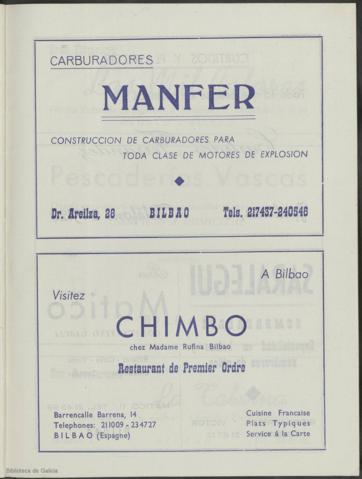 CARBURADORES
MANFER
CONSTRUCCION DE CARBURADORES PARA
TODA CLASE DE MOTORES DE EXPLOSION
Dr. Areilza, 28 BILBAO Tels. 217437-240546
A Bilbao
Visitez
CHIMBO
chez Madame Rufina Bilbao
Restaurant de Premier Ordre
Barrencalle Barrena, 14
Telephones: 211009 - 234727
BILBAO (Espagne)
Cuisine Francaise
Plats Typiques
Service á la Carte
Biblioteca de Galicia